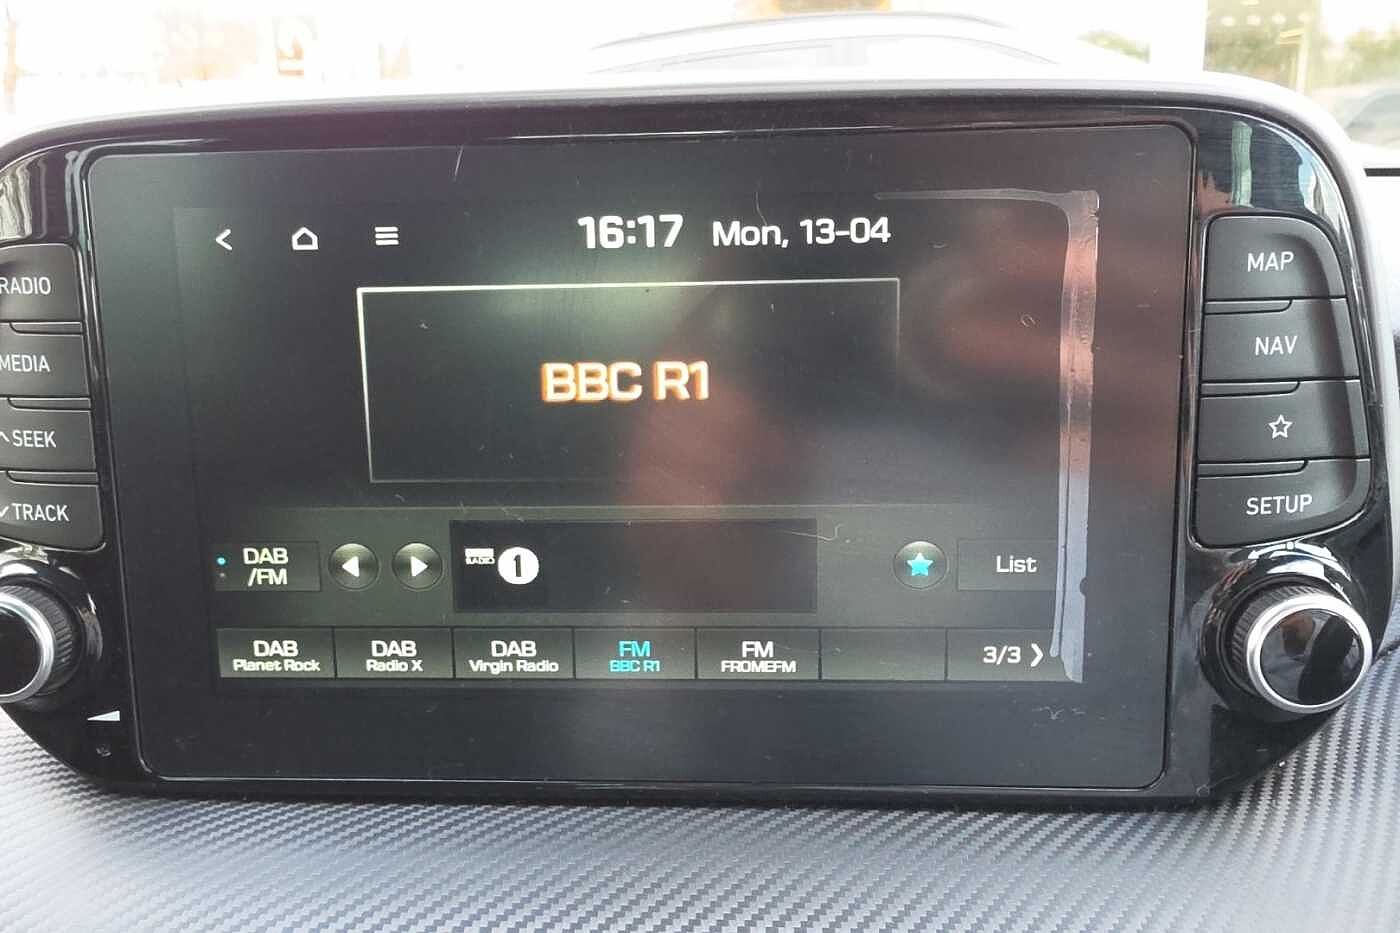 16:17 Mon, 13-04
RADIO
MEDIA
SEEK
TRACK
BBC R1
MAP
NAV
SETUP
DAB
/FM
RADIO
1
List
DAB
Planet Rock
DAB
Radio X
DAB
Virgin Radio
FM
BBC R1
FM
FROMEFM
3/3